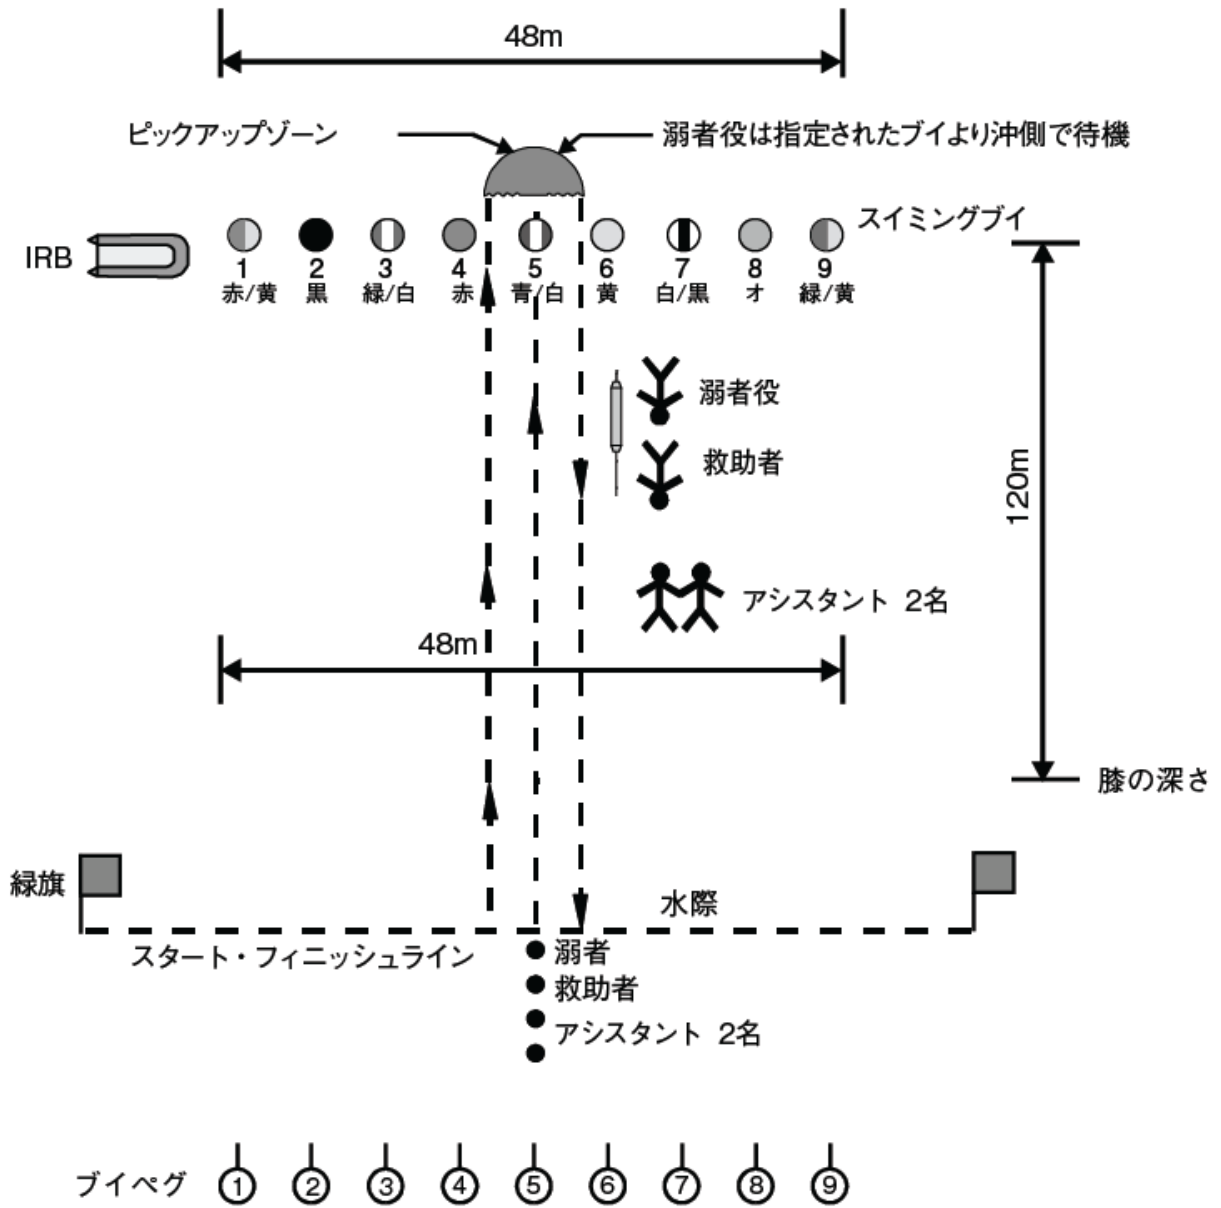 48m
ピックアップゾーン
溺者役は指定されたブイより沖側で待機
スイミングブイ
IRB
1 2 3 4 5 6 7 8 9
赤/黄 黒 緑/白 赤 青/白 黄 白/黒 オ 緑/黄
溺者役
救助者
120m
アシスタント 2名
48m
膝の深さ
緑旗
水際
スタート・フィニッシュライン
溺者
救助者
アシスタント 2名
ブイペグ
① ② ③ ④ ⑤ ⑥ ⑦ ⑧ ⑨